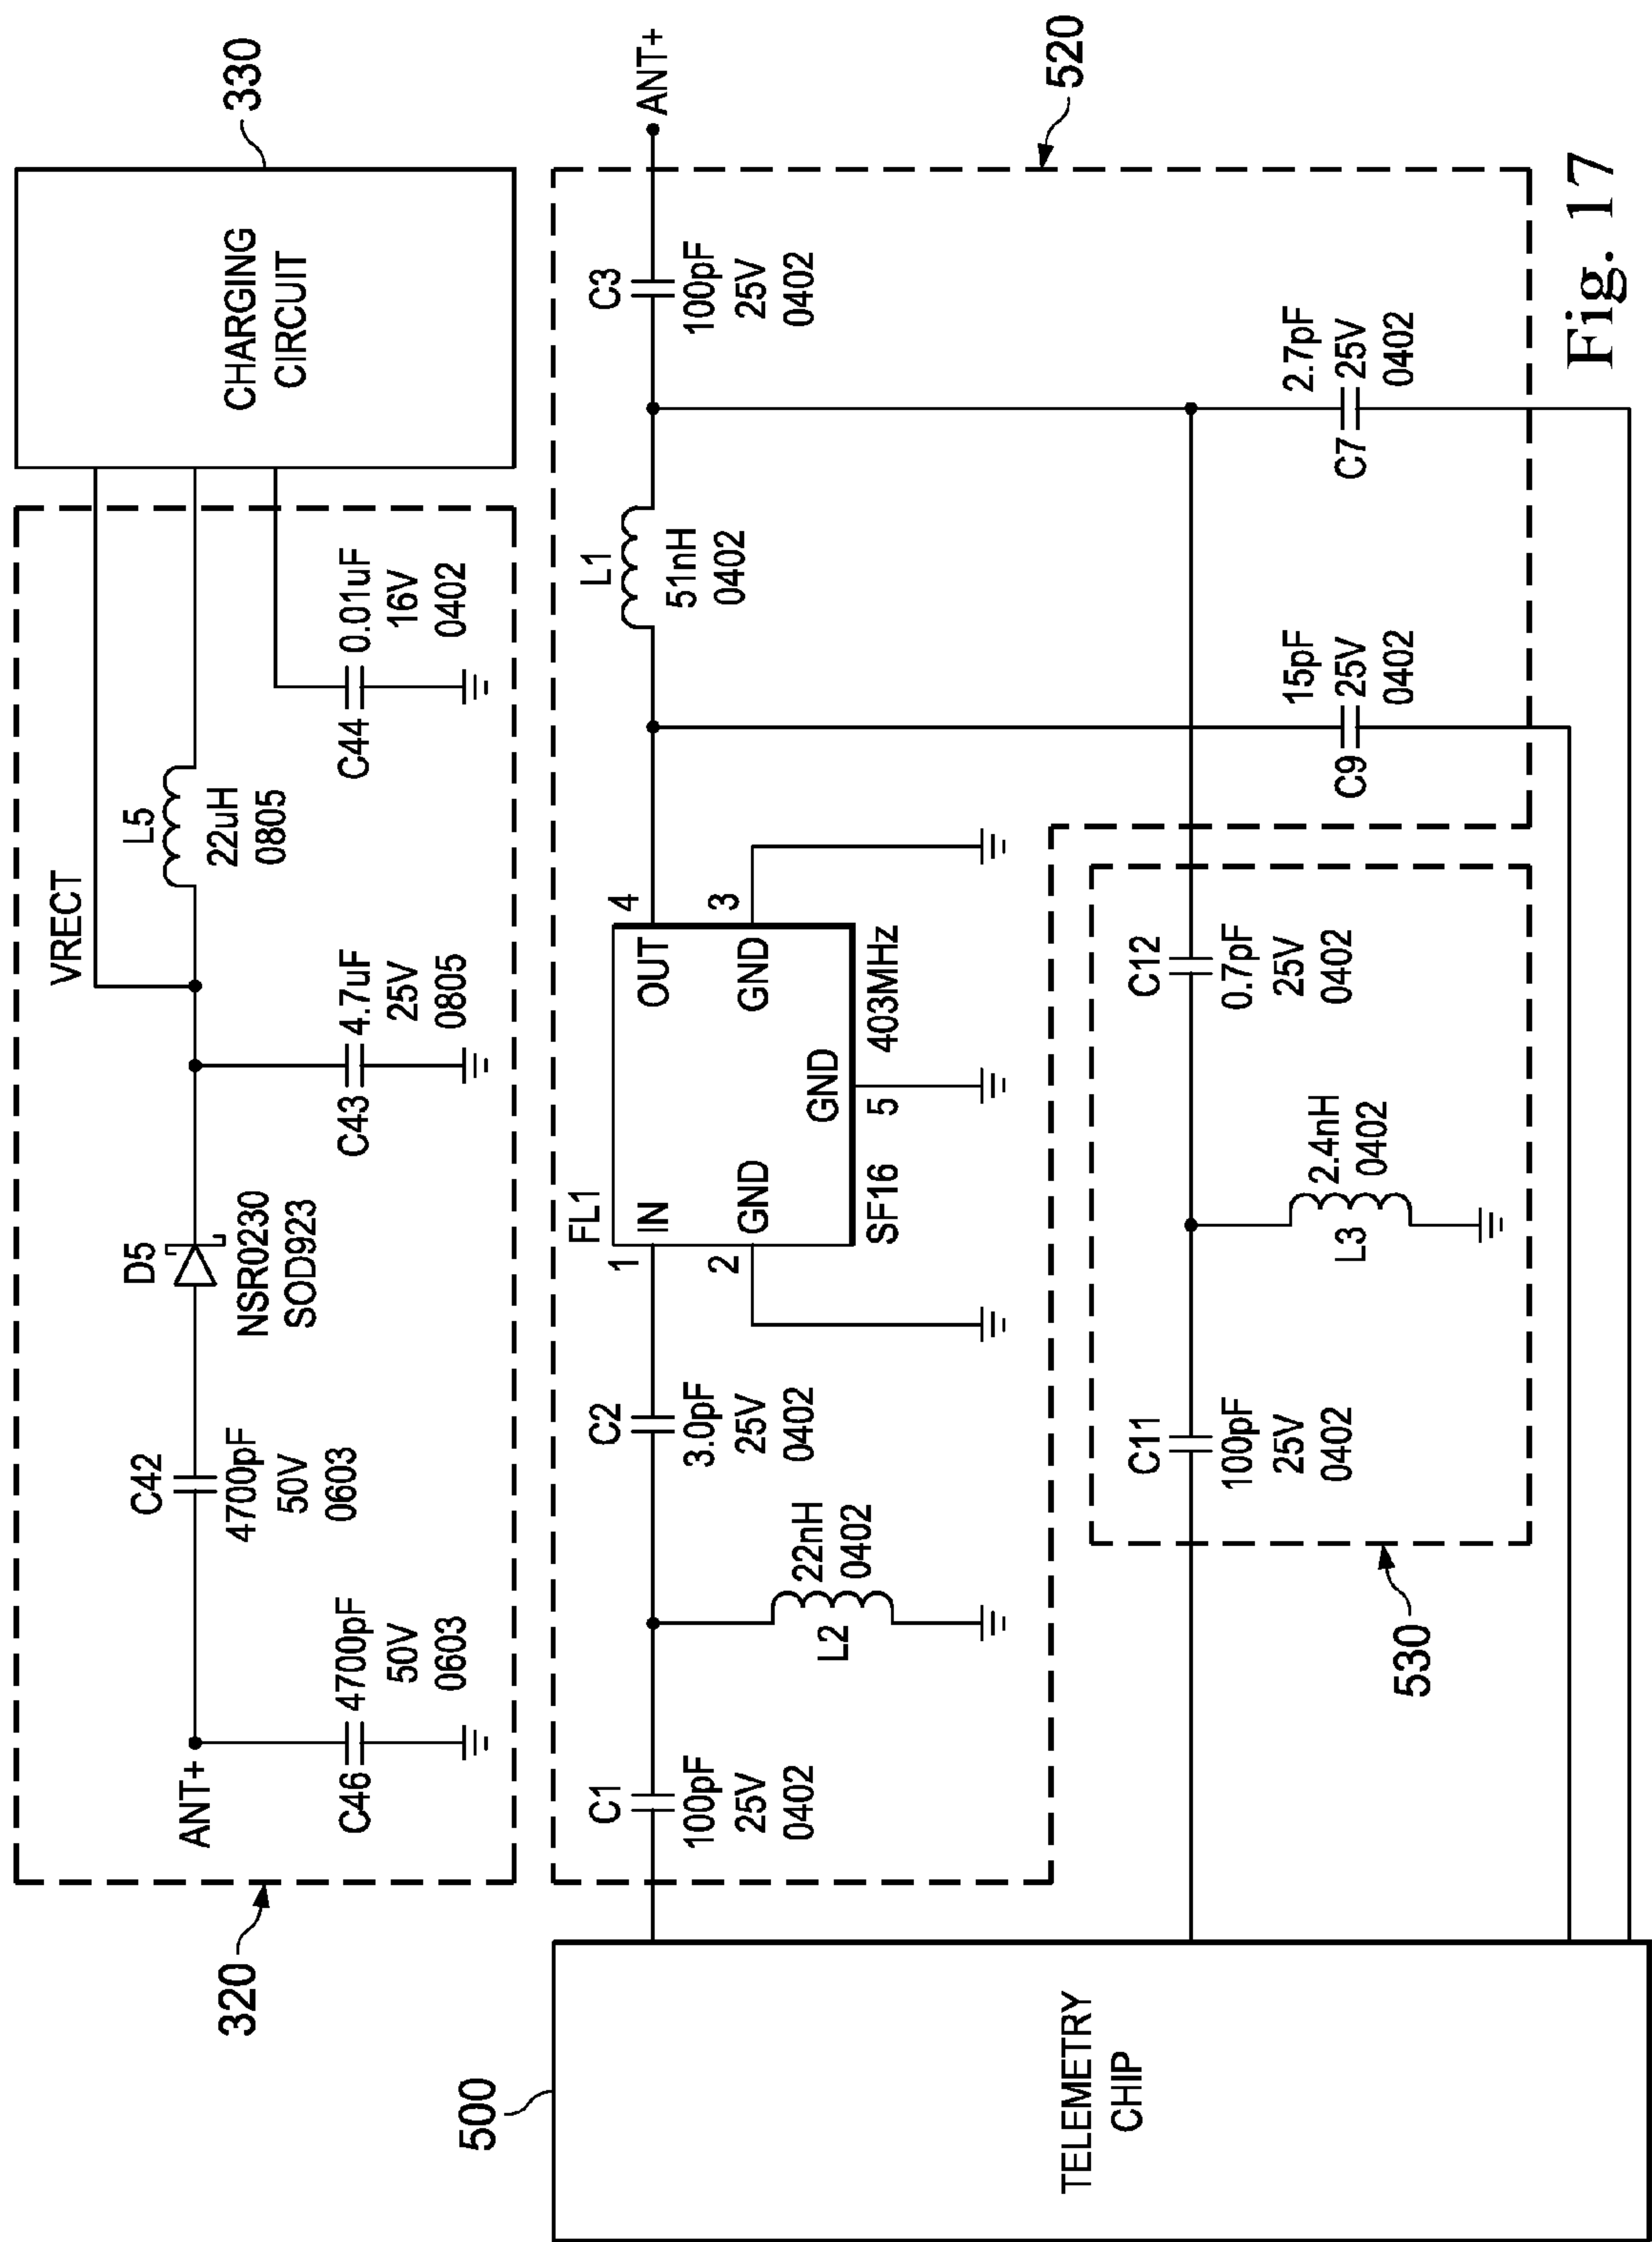 320
ANT+
C46
4700pF
50V
0603
C42
4700pF
50V
0603
D5
NSR0230
SOD923
C43
4.7uF
25V
0805
VRECT
L5
22uH
0805
C44
0.01uF
16V
0402
CHARGING
CIRCUIT
330
500
TELEMETRY
CHIP
C1
100pF
25V
0402
L2
22nH
0402
C2
3.0pF
25V
0402
FL1
1
IN
2
GND
SF16
GND
5
OUT
4
GND
3
403MHz
L1
51nH
0402
C3
100pF
25V
0402
ANT+
520
530
C11
100pF
25V
0402
L3
2.4nH
0402
C12
0.7pF
25V
0402
C9
15pF
25V
0402
C7
2.7pF
25V
0402
Fig. 17